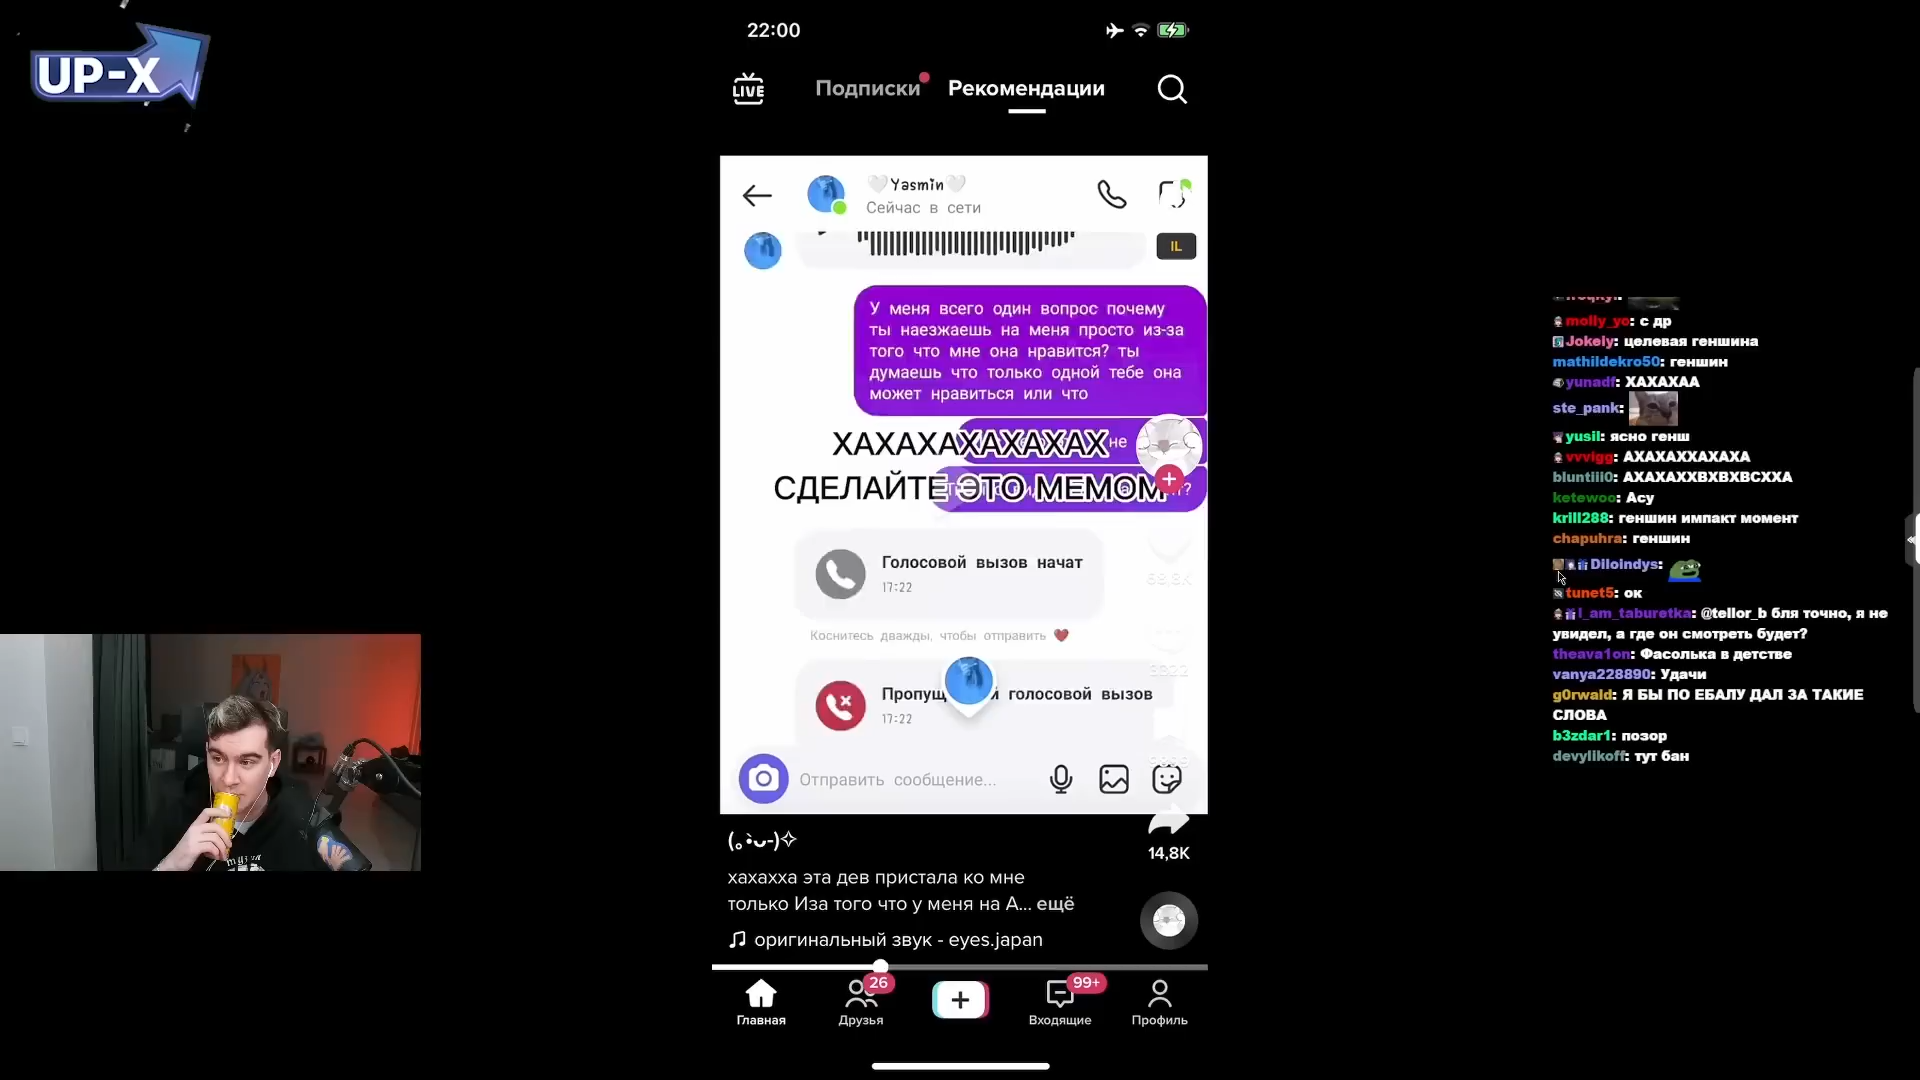 UP-X
22:00
LIVE
Подписки
Рекомендации
🤍Yasmin🤍
Сейчас в сети
IL
У меня всего один вопрос почему
ты наезжаешь на меня просто из-за
того что мне она нравится? ты
думаешь что только одной тебе она
может нравиться или что
не
ХАХАХАХАХАХАХ
СДЕЛАЙТЕ ЭТО МЕМОМ
?
Голосовой вызов начат
17:22
Коснитесь дважды, чтобы отправить ❤️
голосовой вызов
17:22
Отправить сообщение...
14,8K
хахахха эта дев пристала ко мне
только Иза того что у меня на А... ещё
оригинальный звук - eyes.japan
26
99+
Главная
Друзья
Входящие
Профиль
molly_yo: с др
Jokely: целевая геншина
mathildekro50: геншин
yunadf: ХАХАХАА
ste_pank:
yusil: ясно генш
vvvigg: АХАХАХХАХАХА
bluntiil0: АХАХАХХВХВХВСХХА
ketewoo: Асу
krill288: геншин импакт момент
chapuhra: геншин
Diloindys:
tunet5: ок
I_am_taburetka: @tellor_b бля точно, я не
увидел, а где он смотреть будет?
theava1on: Фасолька в детстве
vanya228890: Удачи
g0rwald: Я БЫ ПО ЕБАЛУ ДАЛ ЗА ТАКИЕ
СЛОВА
b3zdar1: позор
devylikoff: тут бан